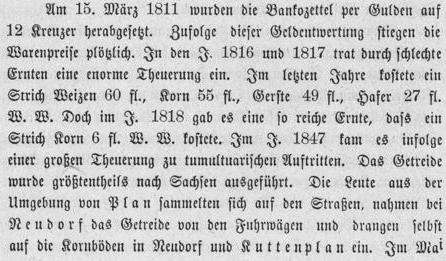 Am 15. März 1811 wurden die Bankozettel per Gulden auf
12 Kreuzer herabgesetzt. Zufolge dieser Geldentwertung stiegen die
Warenpreise plötzlich. In den J. 1816 und 1817 trat durch schlechte
Ernten eine enorme Theuerung ein. Im letzten Jahre kostete ein
Strich Weizen 60 fl., Korn 55 fl., Gerste 49 fl., Hafer 27 fl.
W. W. Doch im J. 1818 gab es eine so reiche Ernte, dass ein
Strich Korn 6 fl. W. W. kostete. Im J. 1847 kam es infolge
einer großen Theuerung zu tumultuarischen Auftritten. Das Getreide
wurde größtentheils nach Sachsen ausgeführt. Die Leute aus der
Umgebung von Plan sammelten sich auf den Straßen, nahmen bei
Neudorf das Getreide von den Fuhrwägen und drangen selbst
auf die Kornböden in Neudorf und Kuttenplan ein. Im Mai